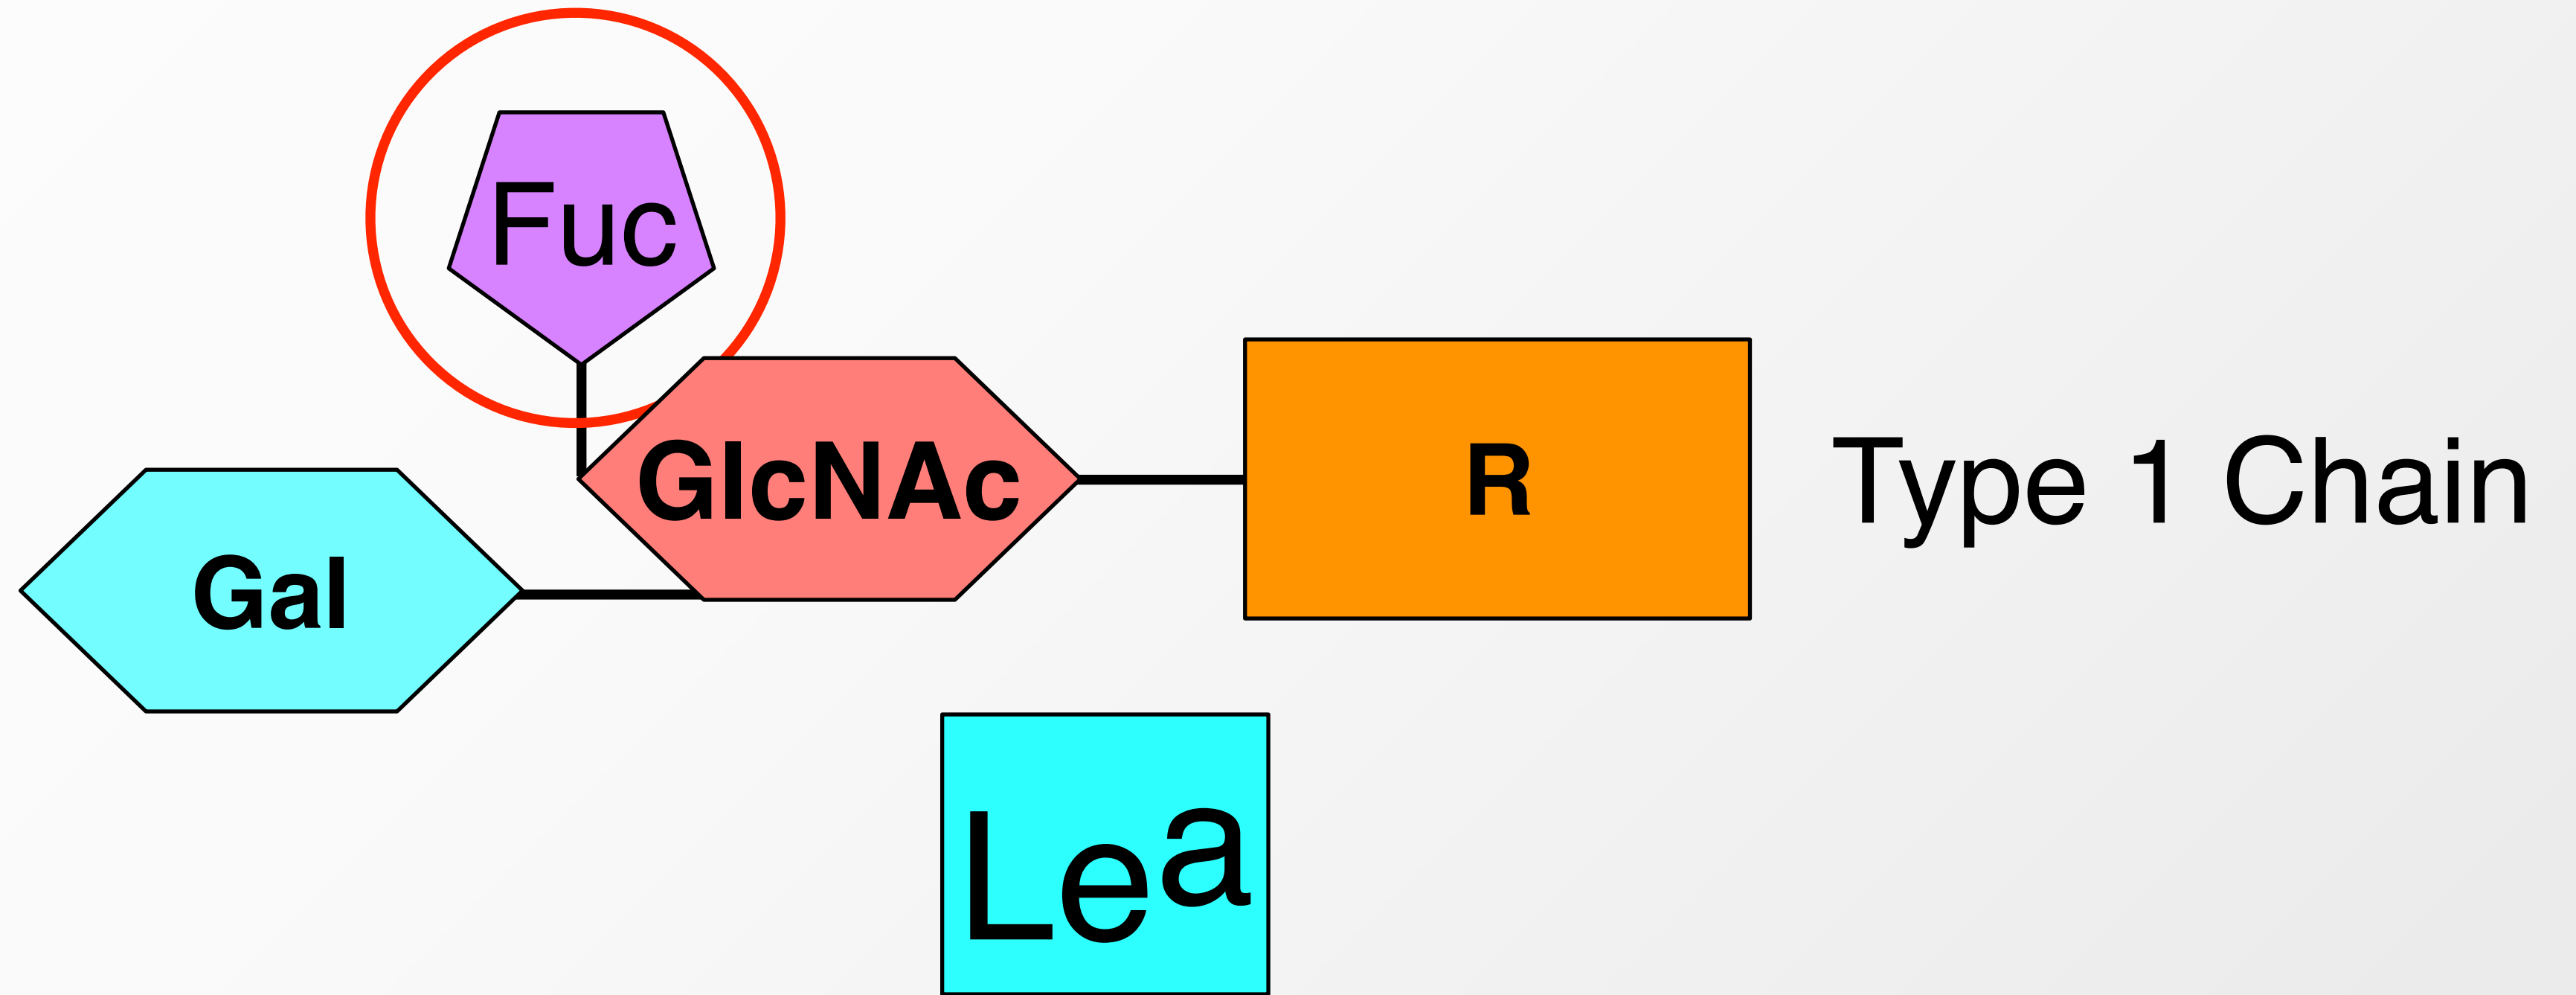 Fuc
GlcNAc
R
Type 1 Chain
Gal
Leᵃ